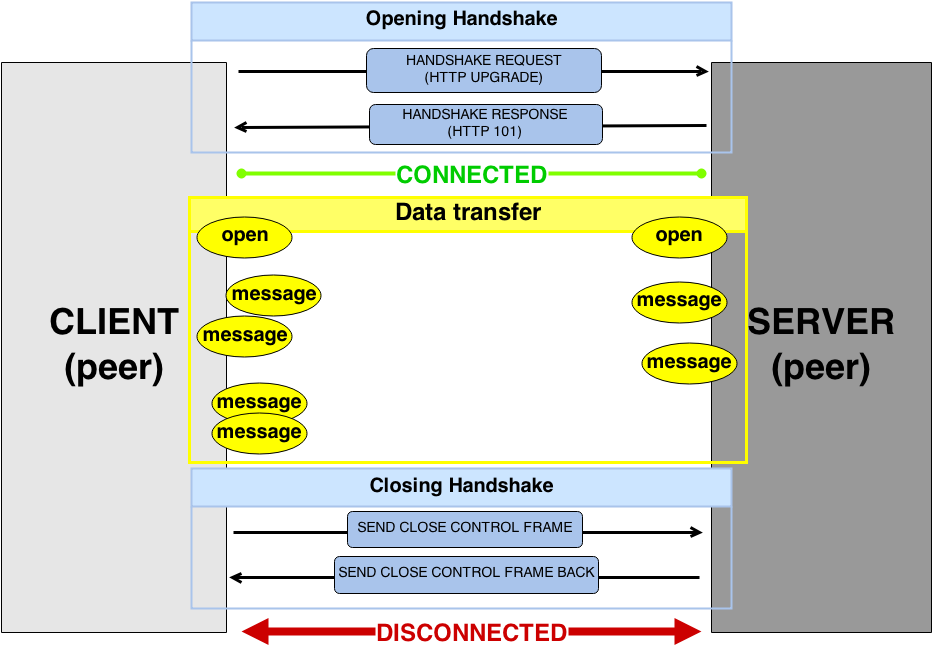 Opening Handshake
HANDSHAKE REQUEST
(HTTP UPGRADE)
HANDSHAKE RESPONSE
(HTTP 101)
CONNECTED
Data transfer
open
open
message
message
message
message
message
message
CLIENT
(peer)
SERVER
(peer)
Closing Handshake
SEND CLOSE CONTROL FRAME
SEND CLOSE CONTROL FRAME BACK
DISCONNECTED